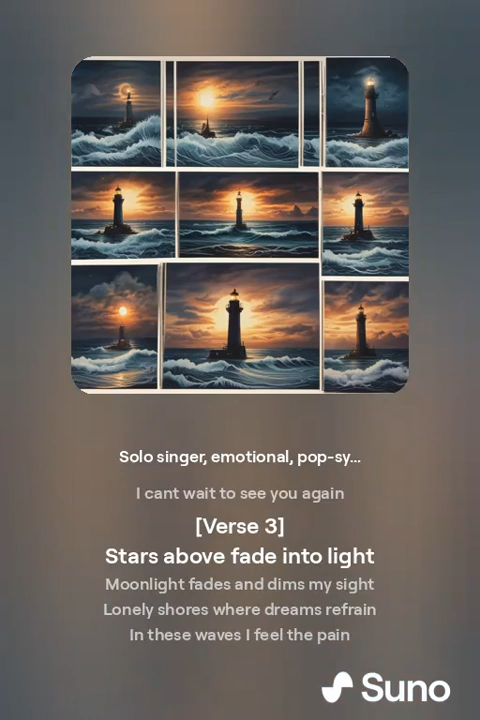 Solo singer, emotional, pop-sy...
I cant wait to see you again
[Verse 3]
Stars above fade into light
Moonlight fades and dims my sight
Lonely shores where dreams refrain
In these waves I feel the pain
Suno